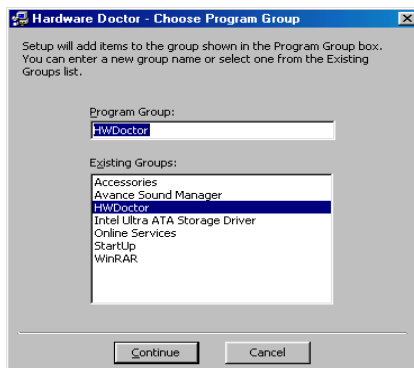 Hardware Doctor - Choose Program Group
Setup will add items to the group shown in the Program Group box.
You can enter a new group name or select one from the Existing
Groups list.
Program Group:
HWDoctor
Existing Groups:
Accessories
Avance Sound Manager
HWDoctor
Intel Ultra ATA Storage Driver
Online Services
StartUp
WinRAR
Continue
Cancel